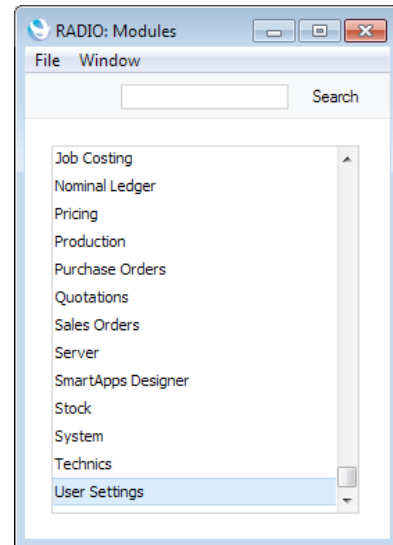 RADIO: Modules
File Window
Search
Job Costing
Nominal Ledger
Pricing
Production
Purchase Orders
Quotations
Sales Orders
Server
SmartApps Designer
Stock
System
Technics
User Settings